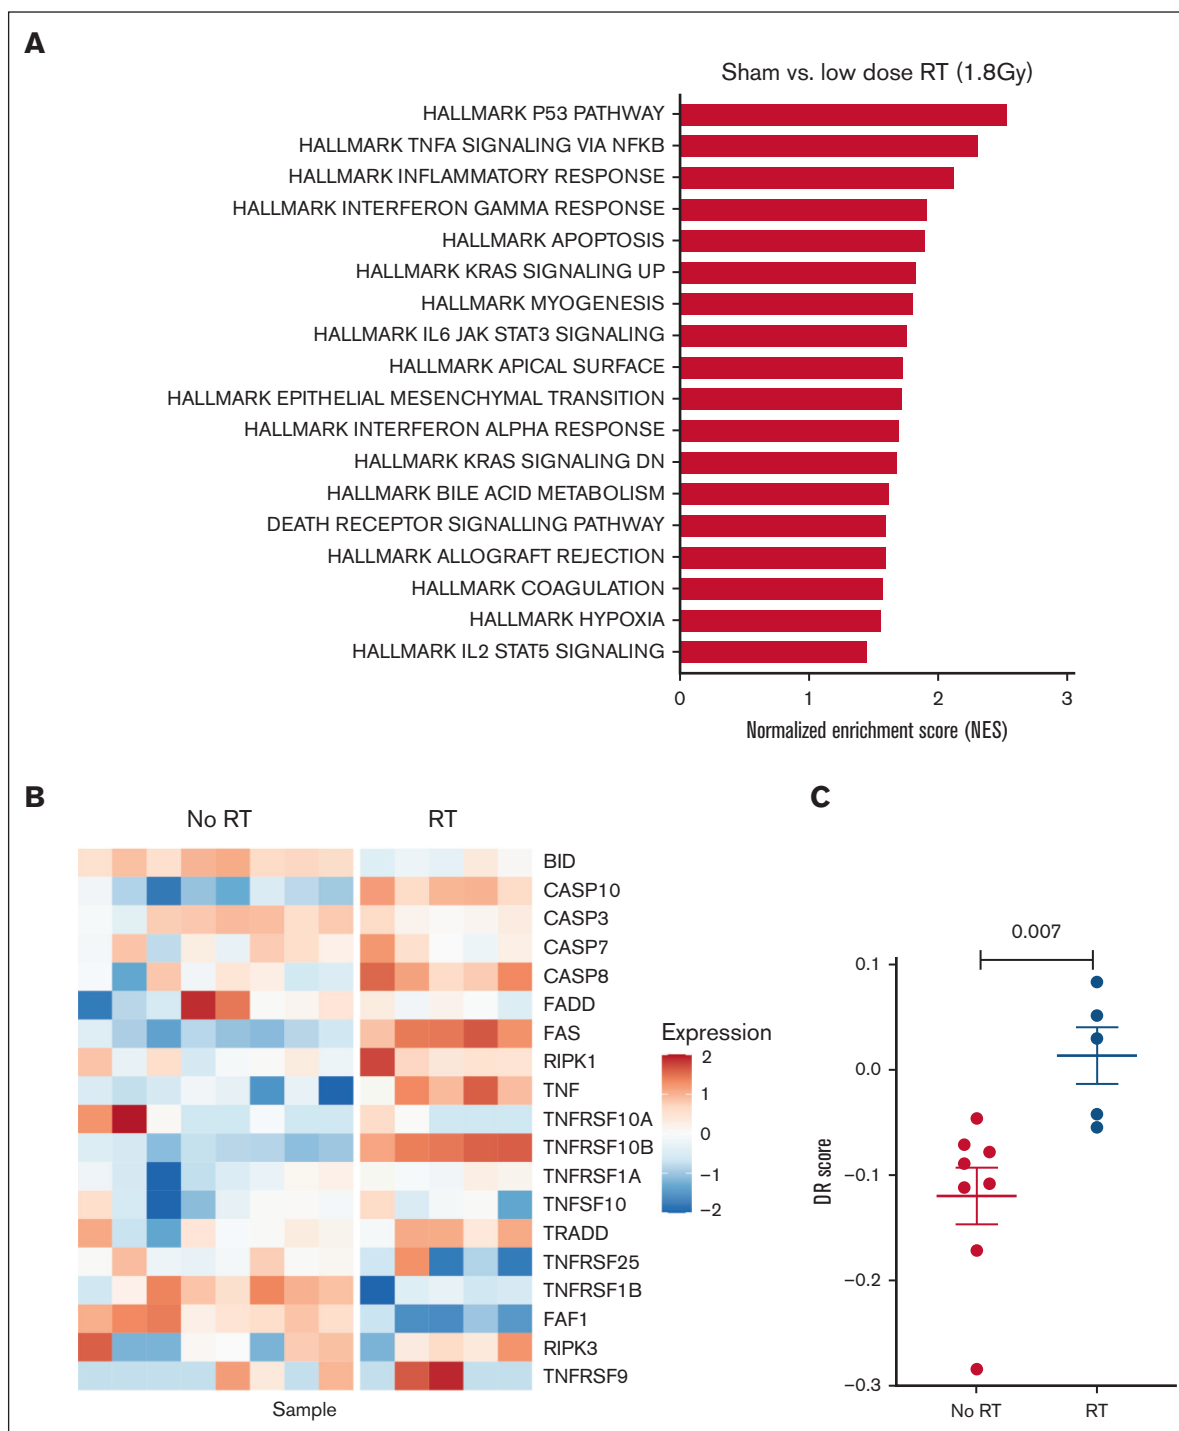 A
Sham vs. low dose RT (1.8Gy)
HALLMARK P53 PATHWAY
HALLMARK TNFA SIGNALING VIA NFKB
HALLMARK INFLAMMATORY RESPONSE
HALLMARK INTERFERON GAMMA RESPONSE
HALLMARK APOPTOSIS
HALLMARK KRAS SIGNALING UP
HALLMARK MYOGENESIS
HALLMARK IL6 JAK STAT3 SIGNALING
HALLMARK APICAL SURFACE
HALLMARK EPITHELIAL MESENCHYMAL TRANSITION
HALLMARK INTERFERON ALPHA RESPONSE
HALLMARK KRAS SIGNALING DN
HALLMARK BILE ACID METABOLISM
DEATH RECEPTOR SIGNALLING PATHWAY
HALLMARK ALLOGRAFT REJECTION
HALLMARK COAGULATION
HALLMARK HYPOXIA
HALLMARK IL2 STAT5 SIGNALING
0 1 2 3
Normalized enrichment score (NES)
B
No RT RT
BID
CASP10
CASP3
CASP7
CASP8
FADD
FAS
RIPK1
TNF
TNFRSF10A
TNFRSF10B
TNFRSF1A
TNFSF10
TRADD
TNFRSF25
TNFRSF1B
FAF1
RIPK3
TNFRSF9
Sample
Expression
2
1
0
−1
−2
C
0.007
0.1
0.0
−0.1
−0.2
−0.3
DR score
No RT RT